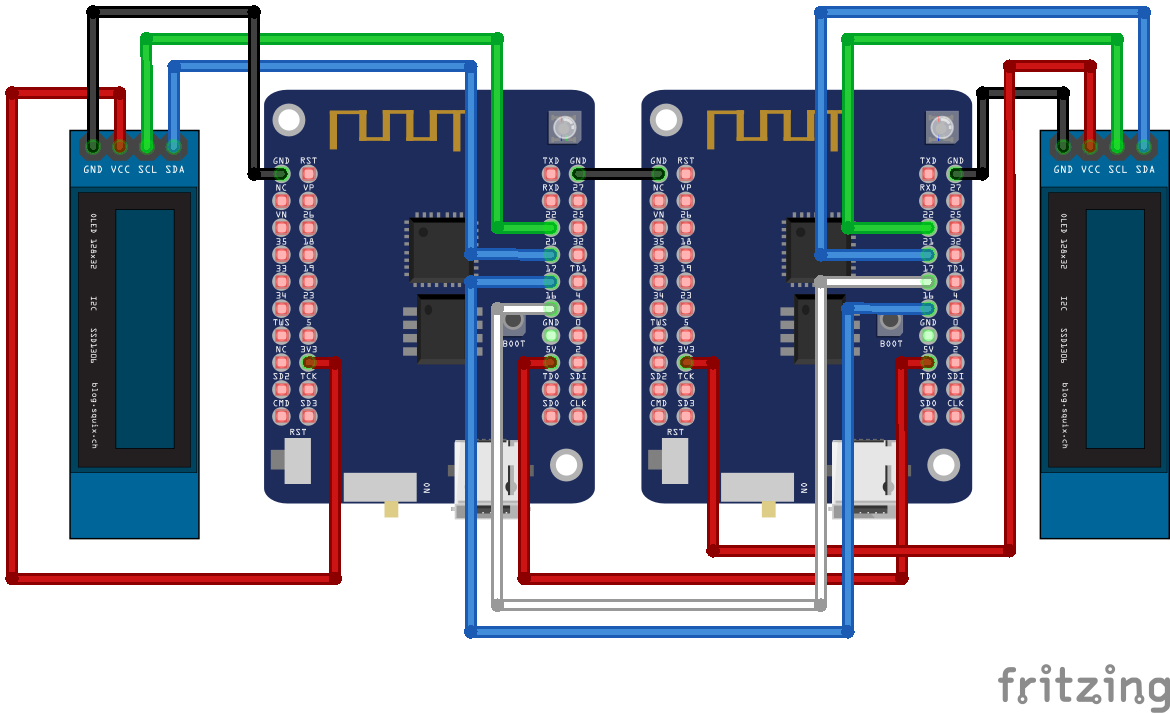 GND VCC SCL SDA
OLED 128x32
I2C
SSD1306
blog.squix.ch
GND RST
NC VP
VN 26
35 18
33 19
34 23
TWS 5
NC 3V3
SD2 TCK
CMD SD3
RST
ON
TXD GND
RXD 27
22 25
21 32
17 TDI
16 4
GND 0
BOOT
5V 2
TDO SDI
SDO CLK
GND RST
NC VP
VN 26
35 18
33 19
34 23
TWS 5
NC 3V3
SD2 TCK
CMD SD3
RST
ON
TXD GND
RXD 27
22 25
21 32
17 TDI
16 4
GND 0
BOOT
5V 2
TDO SDI
SDO CLK
GND VCC SCL SDA
OLED 128x32
I2C
SSD1306
blog.squix.ch
fritzing